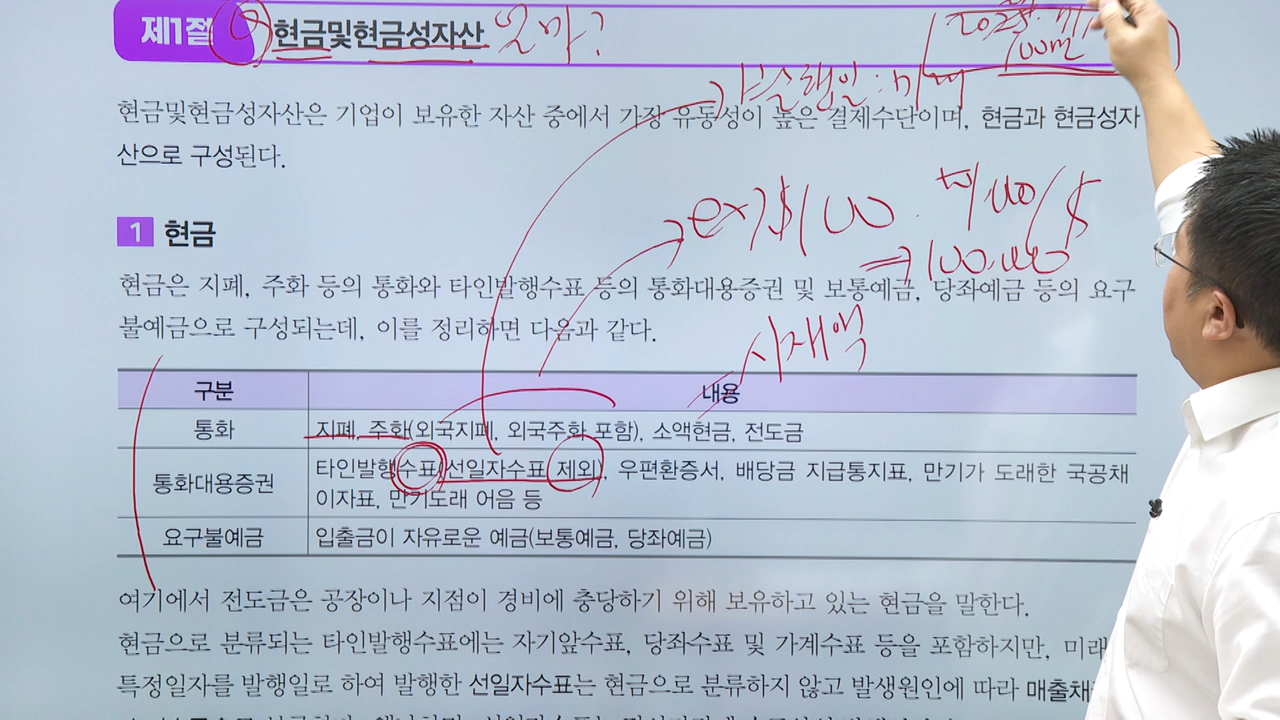 제1절 현금및현금성자산 얼마?
발행일:미래
현금및현금성자산은 기업이 보유한 자산 중에서 가장 유동성이 높은 결제수단이며, 현금과 현금성자
산으로 구성된다.
ex) $100
⇒100,000
1 현금
현금은 지폐, 주화 등의 통화와 타인발행수표 등의 통화대용증권 및 보통예금, 당좌예금 등의 요구
불예금으로 구성되는데, 이를 정리하면 다음과 같다.
시재액
구분 내용
통화 지폐, 주화(외국지폐, 외국주화 포함), 소액현금, 전도금
통화대용증권 타인발행수표(선일자수표 제외), 우편환증서, 배당금 지급통지표, 만기가 도래한 국공채
이자표, 만기도래 어음 등
요구불예금 입출금이 자유로운 예금(보통예금, 당좌예금)
여기에서 전도금은 공장이나 지점이 경비에 충당하기 위해 보유하고 있는 현금을 말한다.
현금으로 분류되는 타인발행수표에는 자기앞수표, 당좌수표 및 가계수표 등을 포함하지만, 미래
특정일자를 발행일로 하여 발행한 선일자수표는 현금으로 분류하지 않고 발생원인에 따라 매출채